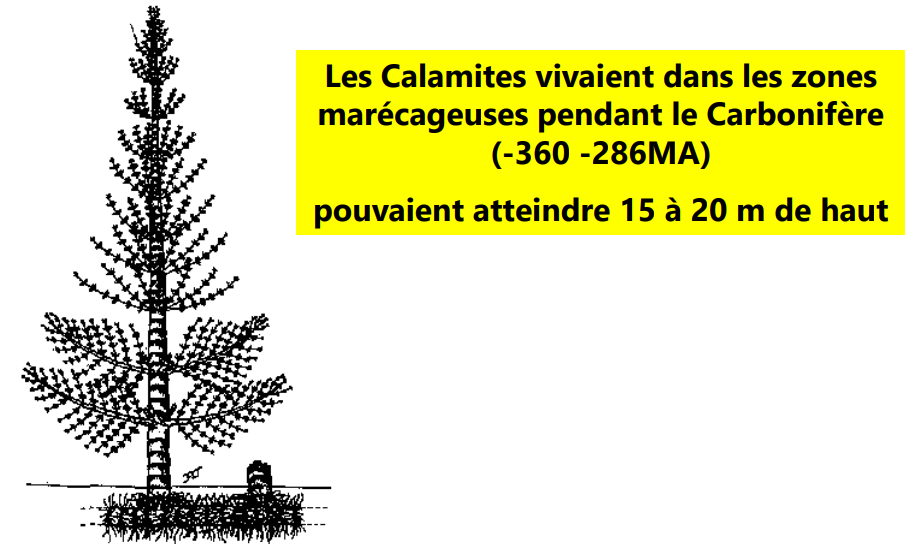 Les Calamites vivaient dans les zones
marécageuses pendant le Carbonifère
(-360 -286MA)
pouvaient atteindre 15 à 20 m de haut